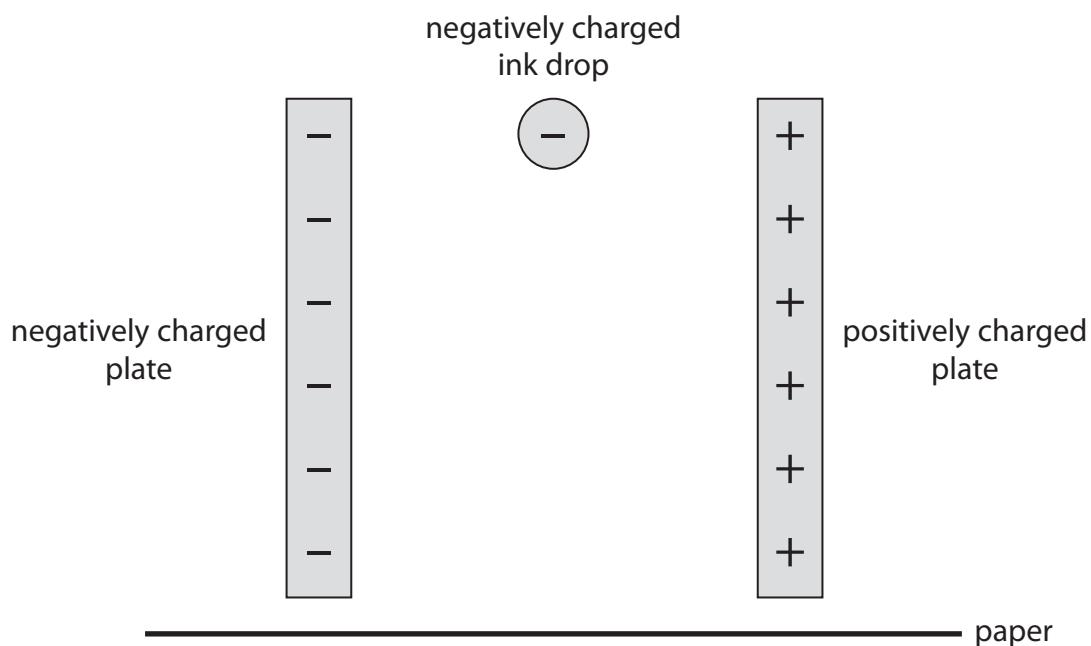 negatively charged
ink drop
− − +
− +
− +
negatively charged
plate
positively charged
plate
− +
− +
− +
paper